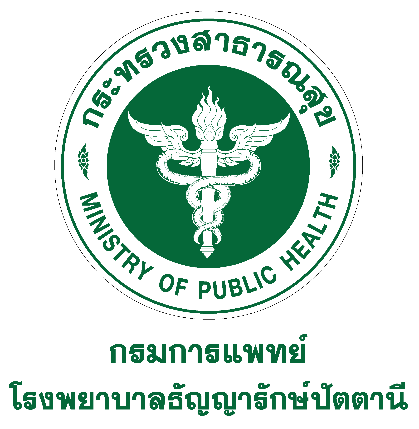 กระทรวงสาธารณสุข
MINISTRY OF PUBLIC HEALTH
กรมการแพทย์
โรงพยาบาลธัญญารักษ์ปัตตานี